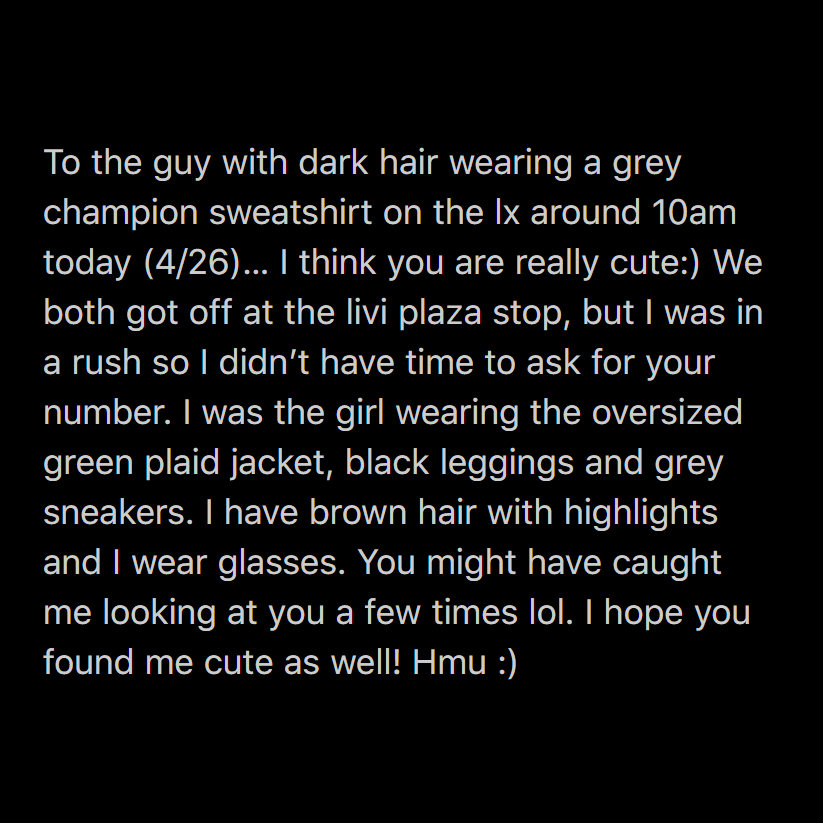 To the guy with dark hair wearing a grey
champion sweatshirt on the lx around 10am
today (4/26)... I think you are really cute:) We
both got off at the livi plaza stop, but I was in
a rush so I didn’t have time to ask for your
number. I was the girl wearing the oversized
green plaid jacket, black leggings and grey
sneakers. I have brown hair with highlights
and I wear glasses. You might have caught
me looking at you a few times lol. I hope you
found me cute as well! Hmu :)